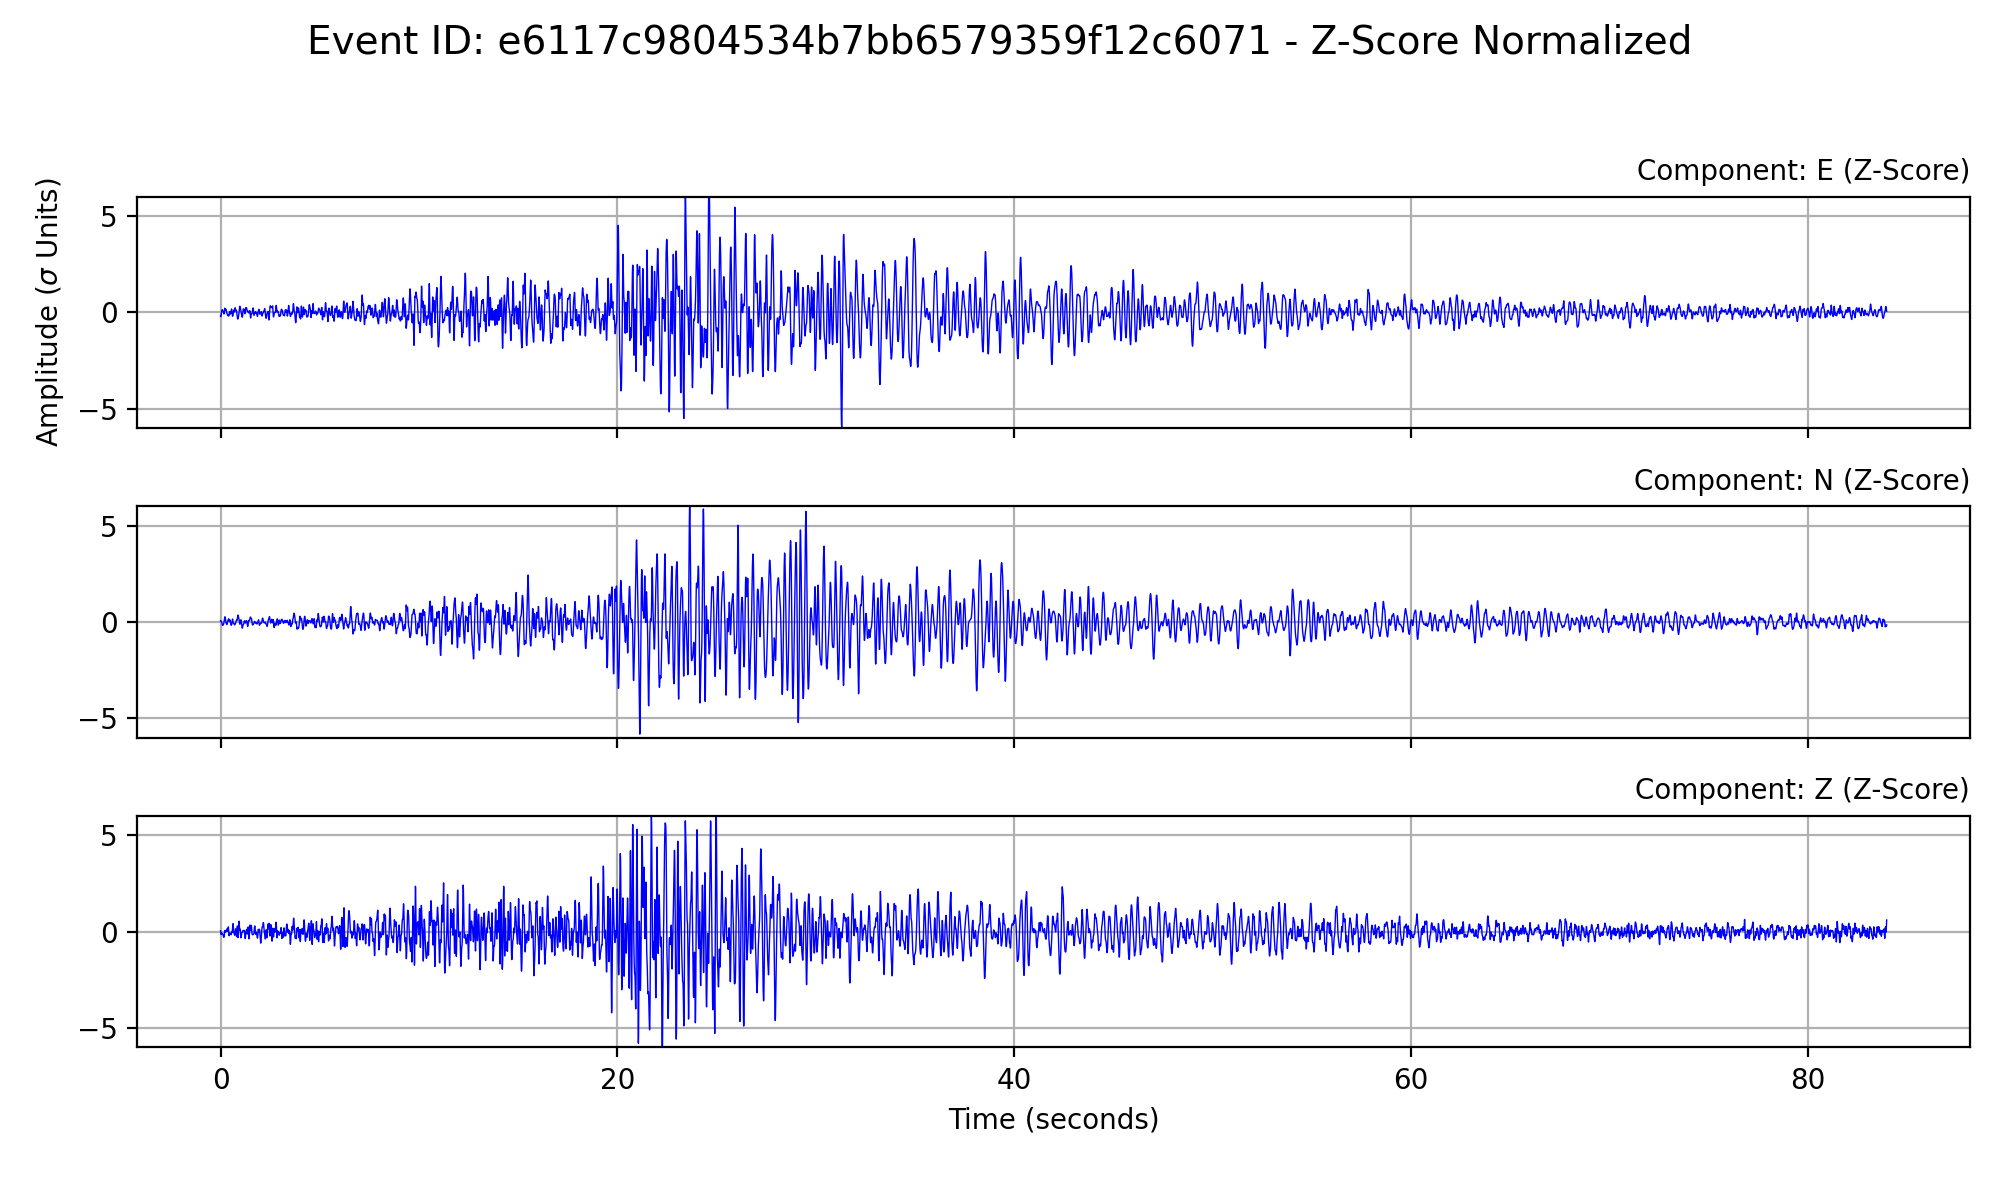 Event ID: e6117c9804534b7bb6579359f12c6071 - Z-Score Normalized
Component: E (Z-Score)
Amplitude (σ Units)
5
0
−5
Component: N (Z-Score)
5
0
−5
Component: Z (Z-Score)
5
0
−5
0 20 40 60 80
Time (seconds)